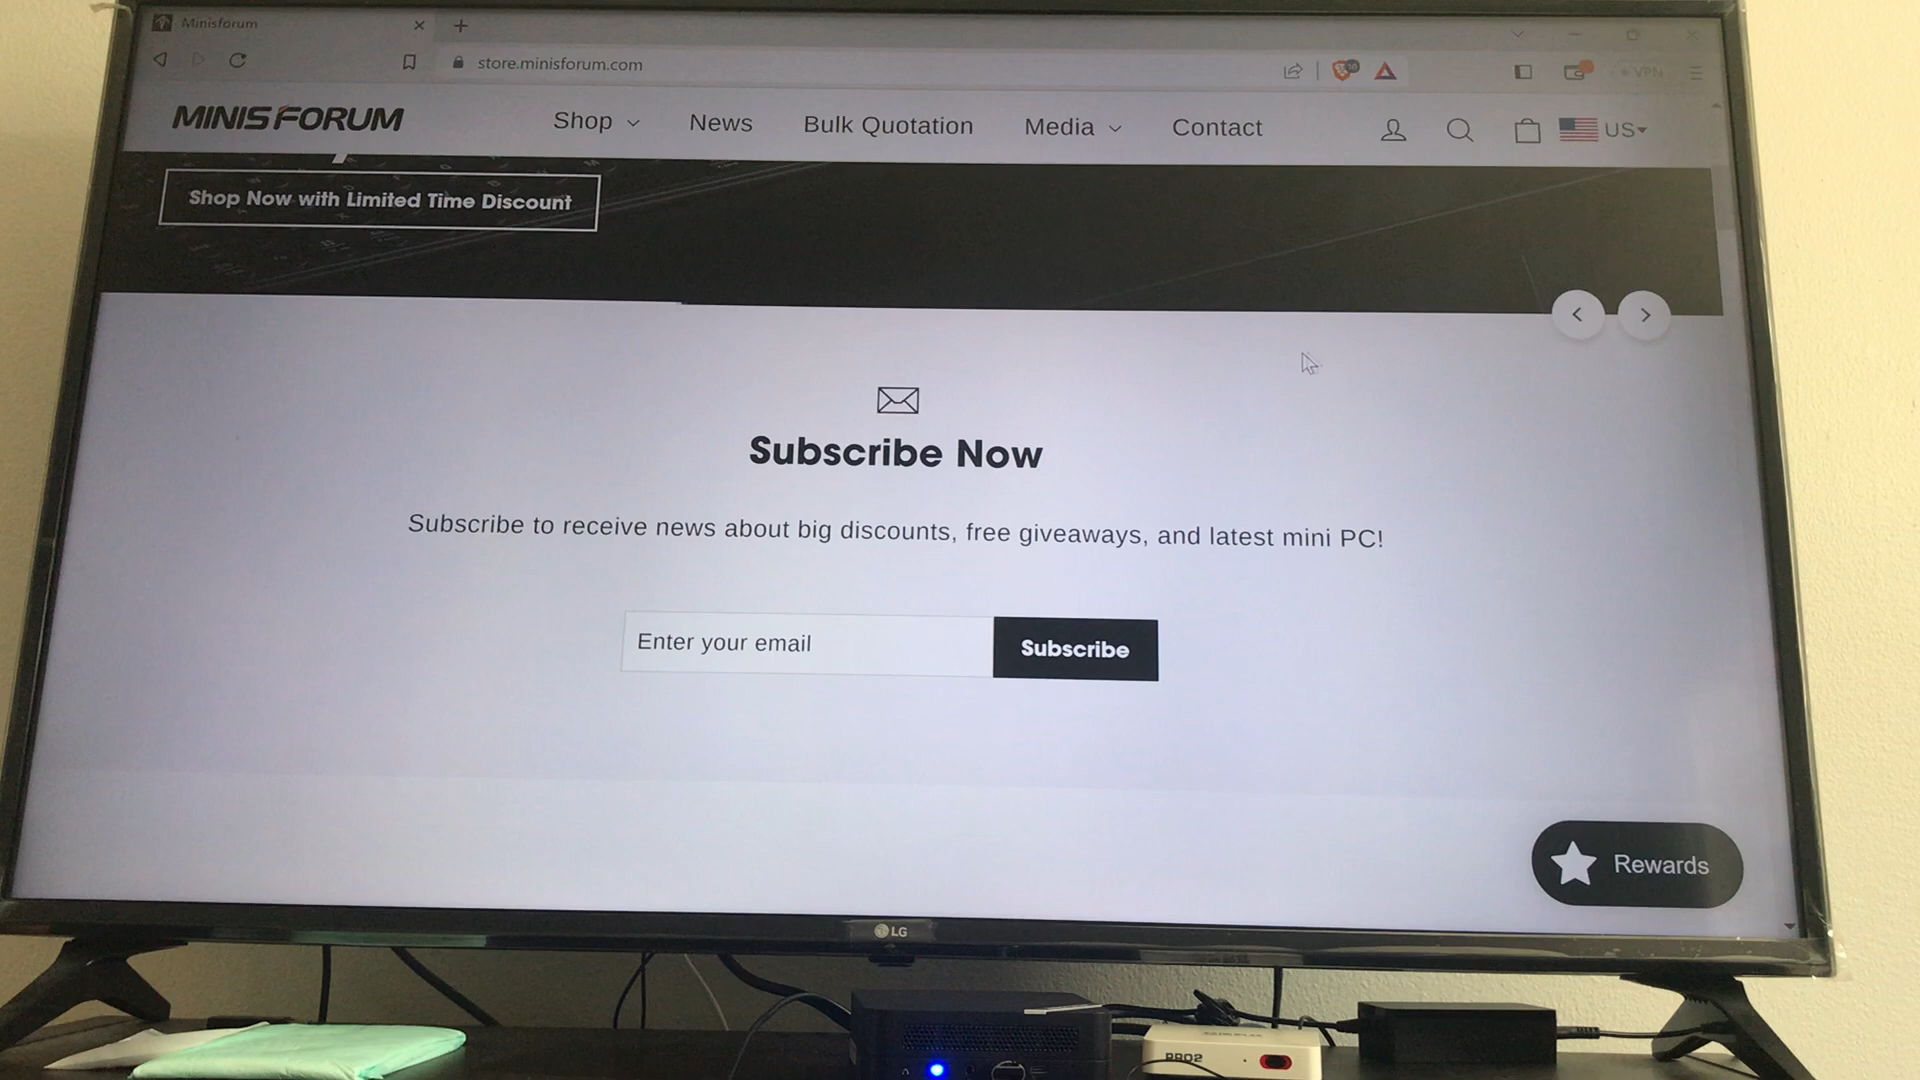 Minisforum
store.minisforum.com
VPN
MINISFORUM
Shop
News
Bulk Quotation
Media
Contact
US
Shop Now with Limited Time Discount
Subscribe Now
Subscribe to receive news about big discounts, free giveaways, and latest mini PC!
Enter your email
Subscribe
Rewards
LG
PRO2